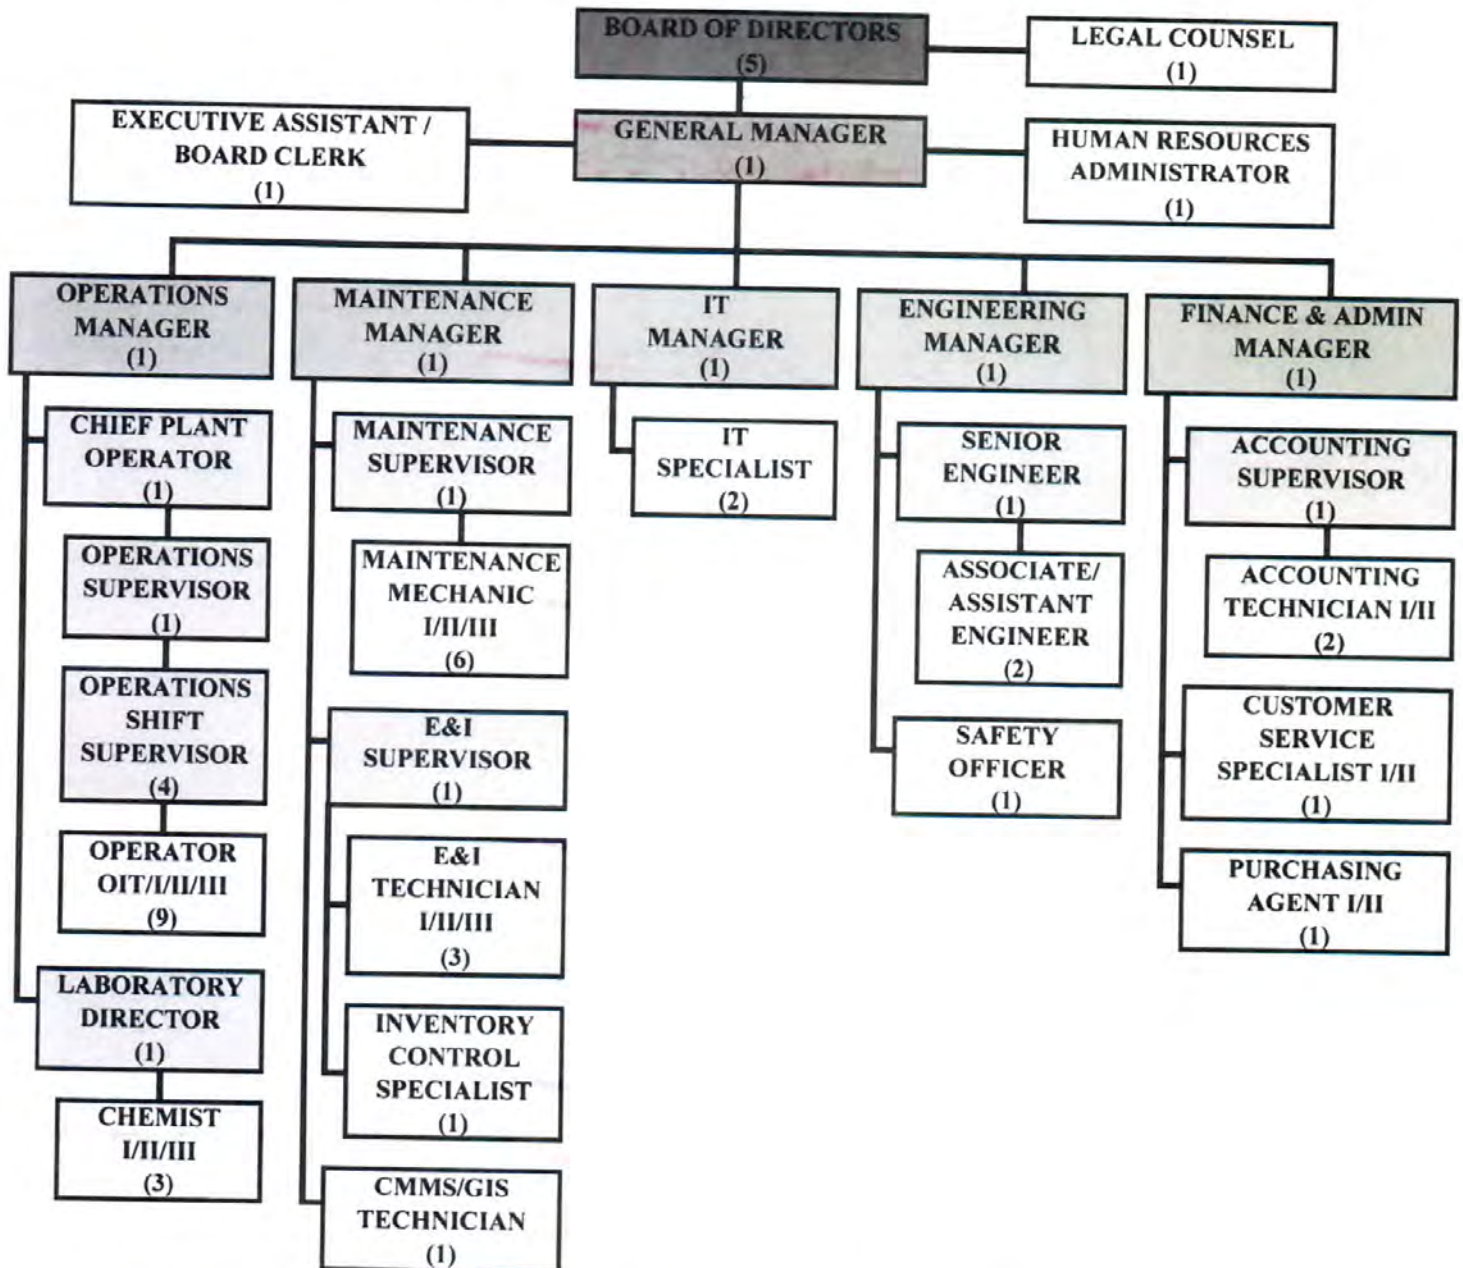 BOARD OF DIRECTORS
(5)
LEGAL COUNSEL
(1)
EXECUTIVE ASSISTANT /
BOARD CLERK
(1)
GENERAL MANAGER
(1)
HUMAN RESOURCES
ADMINISTRATOR
(1)
OPERATIONS
MANAGER
(1)
CHIEF PLANT
OPERATOR
(1)
OPERATIONS
SUPERVISOR
(1)
OPERATIONS
SHIFT
SUPERVISOR
(4)
OPERATOR
OIT/I/II/III
(9)
LABORATORY
DIRECTOR
(1)
CHEMIST
I/II/III
(3)
MAINTENANCE
MANAGER
(1)
MAINTENANCE
SUPERVISOR
(1)
MAINTENANCE
MECHANIC
I/II/III
(6)
E&I
SUPERVISOR
(1)
E&I
TECHNICIAN
I/II/III
(3)
INVENTORY
CONTROL
SPECIALIST
(1)
CMMS/GIS
TECHNICIAN
(1)
IT
MANAGER
(1)
IT
SPECIALIST
(2)
ENGINEERING
MANAGER
(1)
SENIOR
ENGINEER
(1)
ASSOCIATE/
ASSISTANT
ENGINEER
(2)
SAFETY
OFFICER
(1)
FINANCE & ADMIN
MANAGER
(1)
ACCOUNTING
SUPERVISOR
(1)
ACCOUNTING
TECHNICIAN I/II
(2)
CUSTOMER
SERVICE
SPECIALIST I/II
(1)
PURCHASING
AGENT I/II
(1)